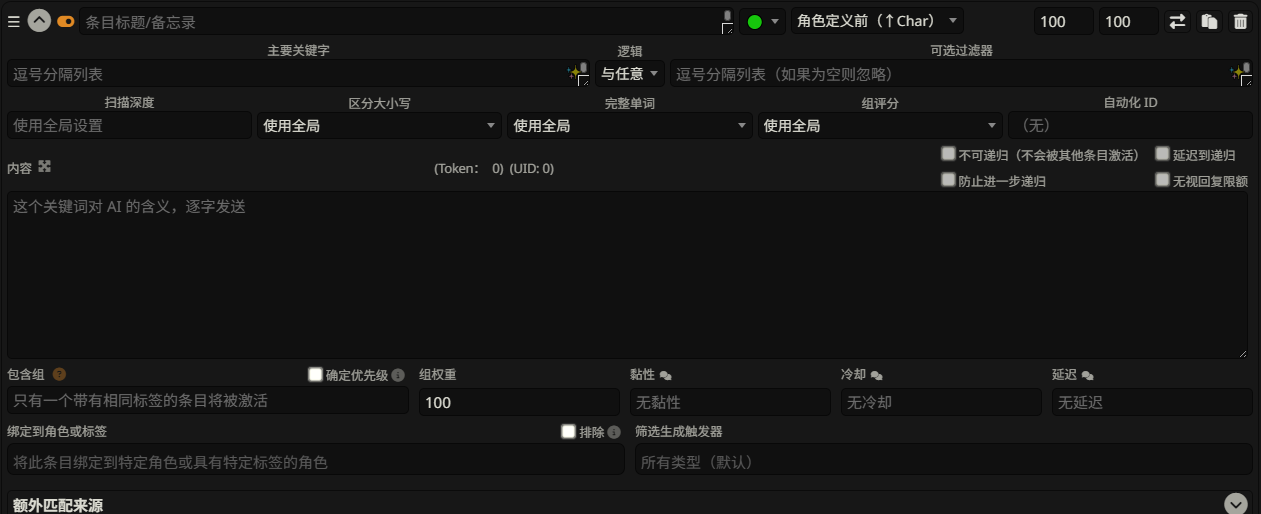 条目标题/备忘录 角色定义前（↑Char） 100 100
主要关键字 逻辑 可选过滤器
逗号分隔列表 与任意 逗号分隔列表（如果为空则忽略）
扫描深度 区分大小写 完整单词 组评分 自动化 ID
使用全局设置 使用全局 使用全局 使用全局 （无）
内容 (Token： 0) (UID: 0) 不可递归（不会被其他条目激活） 延迟到递归
防止进一步递归 无视回复限额
这个关键词对 AI 的含义，逐字发送
包含组 确定优先级 组权重 黏性 冷却 延迟
只有一个带有相同标签的条目将被激活 100 无黏性 无冷却 无延迟
绑定到角色或标签 排除 筛选生成触发器
将此条目绑定到特定角色或具有特定标签的角色 所有类型（默认）
额外匹配来源